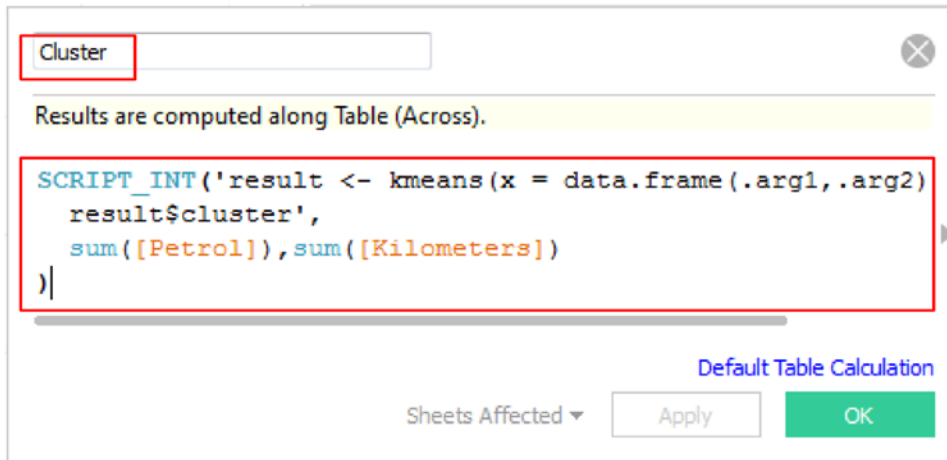 Cluster
Results are computed along Table (Across).
SCRIPT_INT('result <- kmeans(x = data.frame(.arg1,.arg2)
result$cluster',
sum([Petrol]),sum([Kilometers])
)
Default Table Calculation
Sheets Affected
Apply
OK